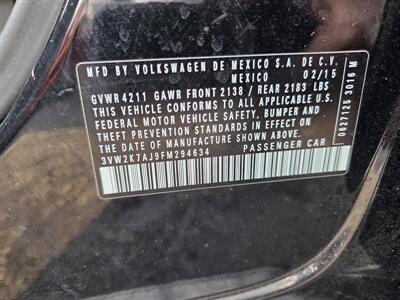 MFD BY VOLKSWAGEN DE MEXICO S.A. DE C.V.
MEXICO 02/15
GVWR 4211 GAWR FRONT 2138 / REAR 2183 LBS
THIS VEHICLE CONFORMS TO ALL APPLICABLE U.S.
FEDERAL MOTOR VEHICLE SAFETY, BUMPER AND
THEFT PREVENTION STANDARDS IN EFFECT ON
THE DATE OF MANUFACTURE SHOWN ABOVE.
3VW2K7AJ9FM294634 PASSENGER CAR
0627125 3016 M